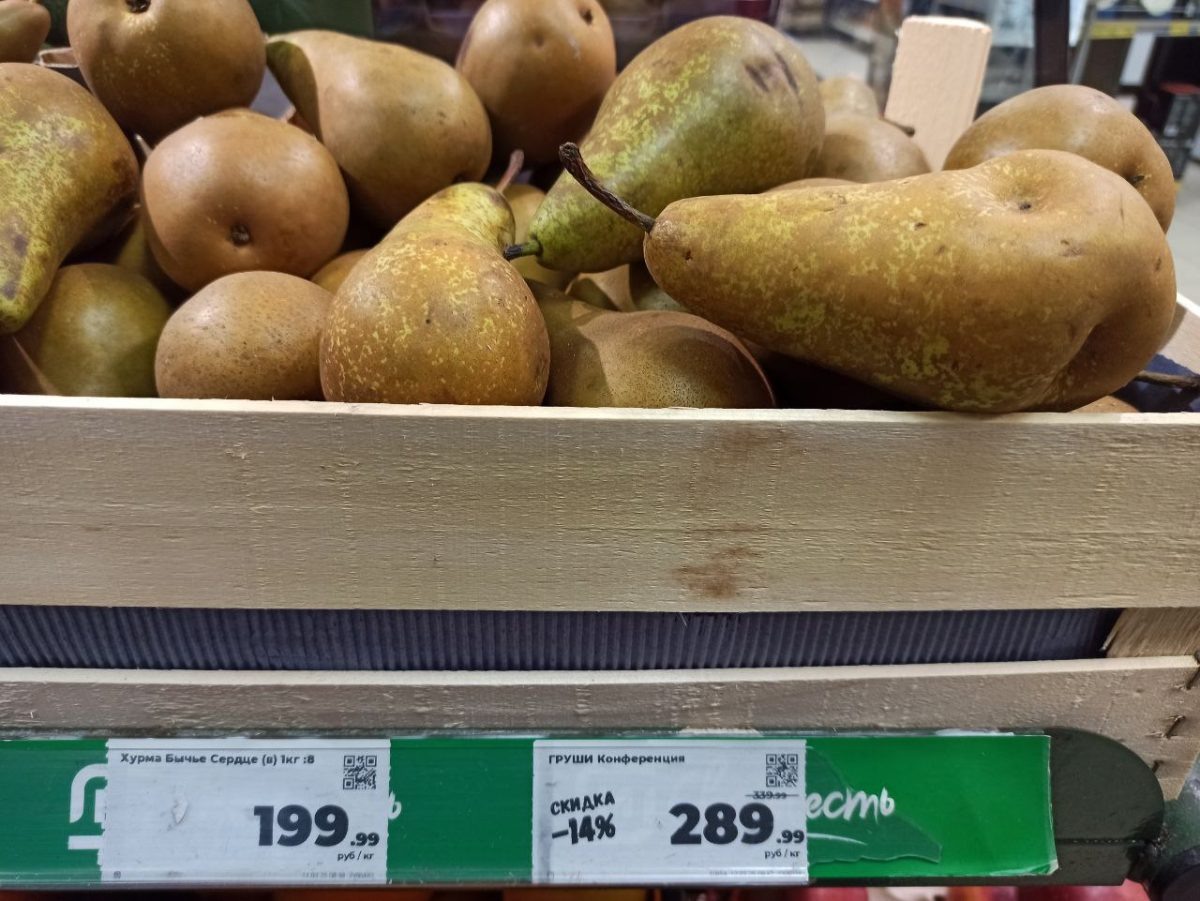 Хурма Бычье Сердце (в) 1кг :8
199.99
руб / кг
ГРУШИ Конференция
СКИДКА
-14%
339.99
289.99
руб / кг